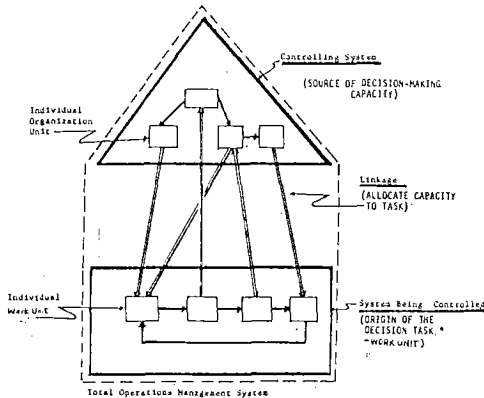 Controlling System
(SOURCE OF DECISION-MAKING
CAPACITY)
Individual
Organization
Unit
Linkage
(ALLOCATE CAPACITY
TO TASK)
Individual
Work Unit
System Being Controlled
(ORIGIN OF THE
DECISION TASK,
WORK UNIT)
Total Operations Management System